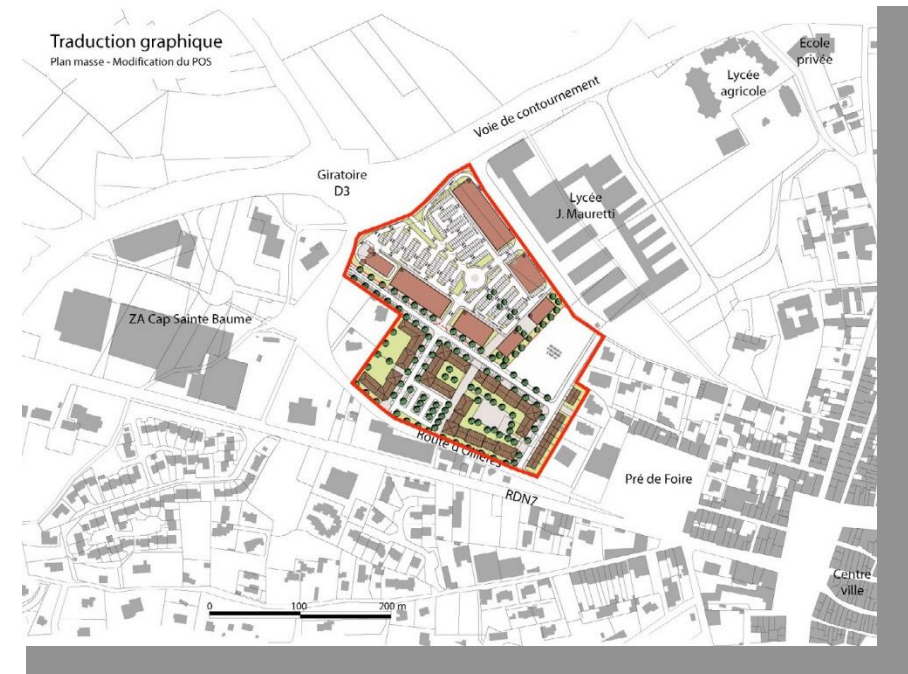 Traduction graphique
Plan masse - Modification du POS
Ecole
privée
Lycée
agricole
Voie de contournement
Giratoire
D3
Lycée
J. Mauretti
ZA Cap Sainte Baume
Route d'Ollières
Pré de Foire
RDN7
Centre
ville
0 100 200 m